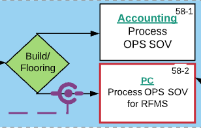 58-1
Accounting
Process
OPS SOV
Build/
Flooring
58-2
PC
Process OPS SOV
for RFMS